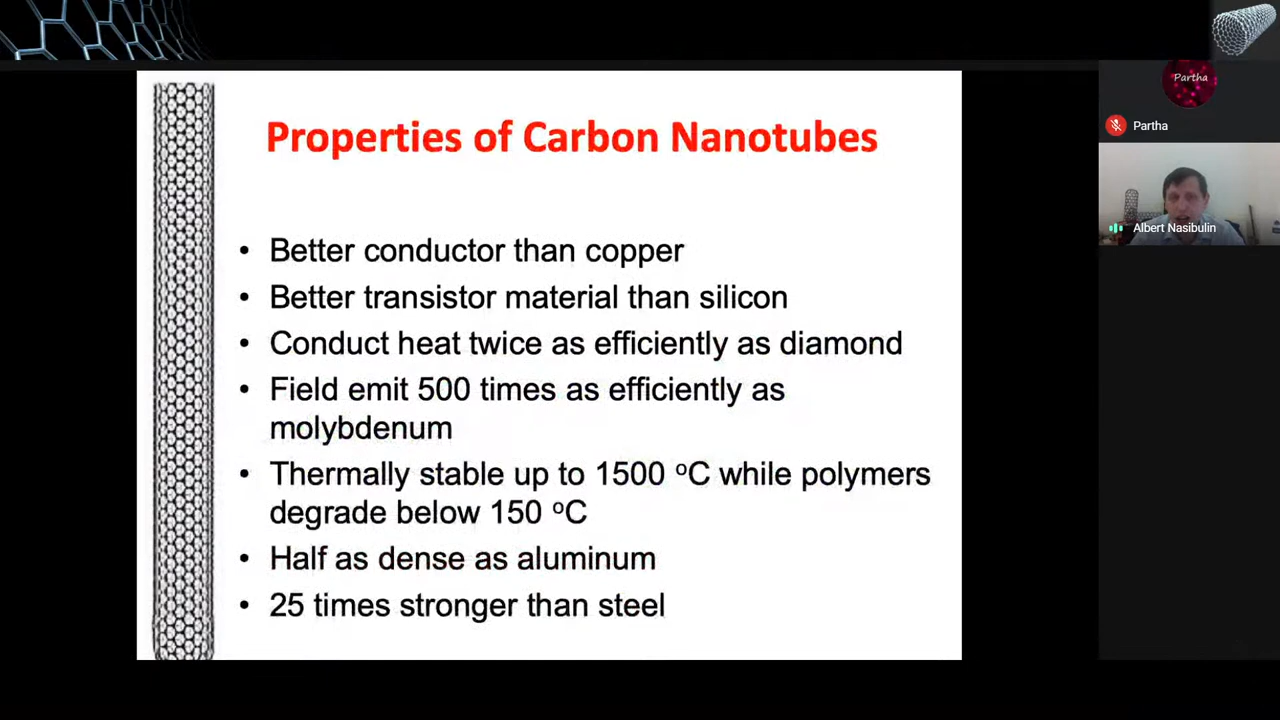 Properties of Carbon Nanotubes
• Better conductor than copper
• Better transistor material than silicon
• Conduct heat twice as efficiently as diamond
• Field emit 500 times as efficiently as
molybdenum
• Thermally stable up to 1500 ºC while polymers
degrade below 150 ºC
• Half as dense as aluminum
• 25 times stronger than steel
Partha
Partha
Albert Nasibulin